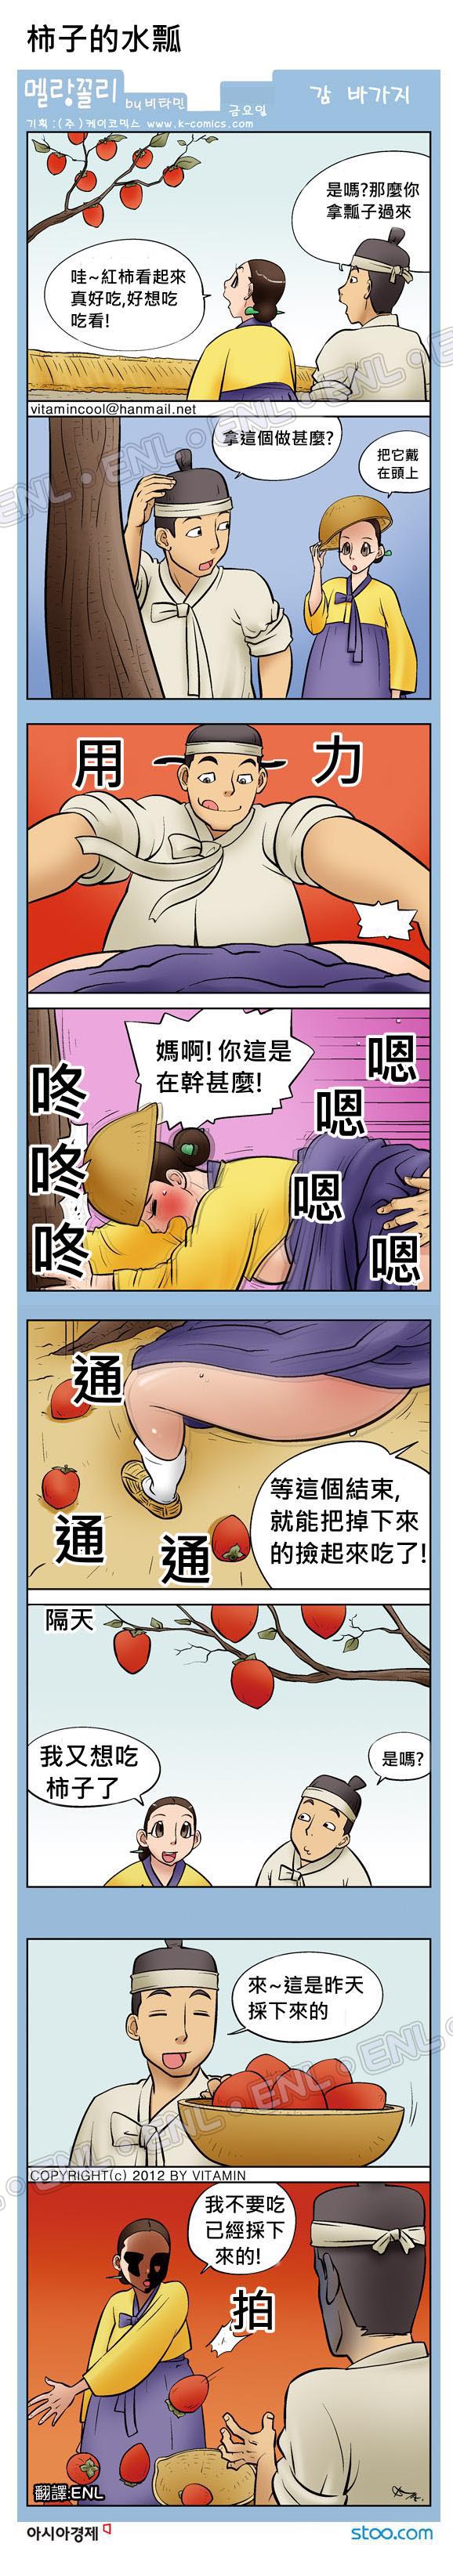 柿子的水瓢
멜랑꼴리 by 비타민
금요일
감 바가지
기획:(주)케이코믹스 www.k-comics.com
是嗎?那麼你
拿瓢子過來
哇~紅柿看起來
真好吃,好想吃
吃看!
vitamincool@hanmail.net
拿這個做甚麼?
把它戴
在頭上
用 力
媽啊! 你這是
在幹甚麼!
嗯
嗯
嗯
嗯
咚
咚
咚
通
通
通
等這個結束,
就能把掉下來
的撿起來吃了!
隔天
我又想吃
柿子了
是嗎?
來~這是昨天
採下來的
COPYRIGHT(c) 2012 BY VITAMIN
我不要吃
已經採下
來的!
拍
翻譯:ENL
아시아경제
stoo.com
ENL • ENL • ENL • ENL
ENL • ENL • ENL • ENL